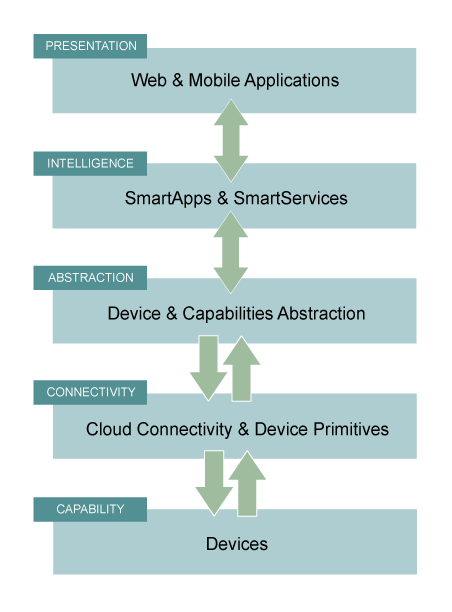 PRESENTATION
Web & Mobile Applications
INTELLIGENCE
SmartApps & SmartServices
ABSTRACTION
Device & Capabilities Abstraction
CONNECTIVITY
Cloud Connectivity & Device Primitives
CAPABILITY
Devices